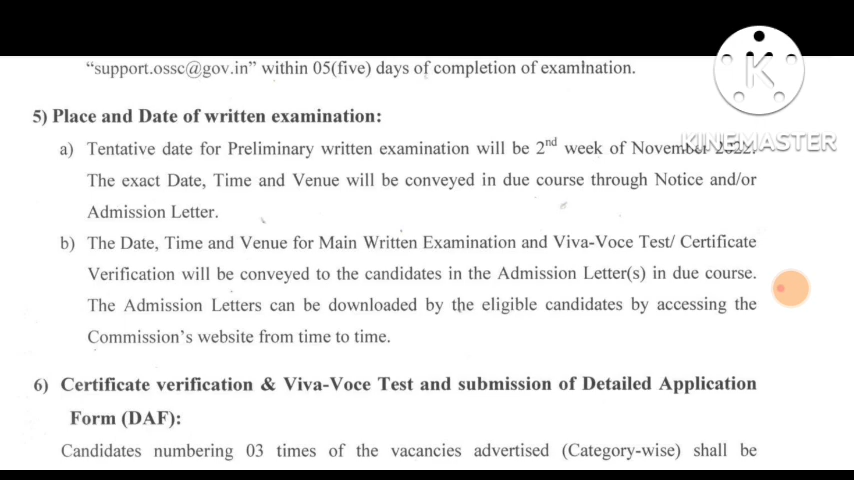 “support.ossc@gov.in” within 05(five) days of completion of examination.
5) Place and Date of written examination:
a) Tentative date for Preliminary written examination will be 2nd week of November 2022.
The exact Date, Time and Venue will be conveyed in due course through Notice and/or
Admission Letter.
b) The Date, Time and Venue for Main Written Examination and Viva-Voce Test/ Certificate
Verification will be conveyed to the candidates in the Admission Letter(s) in due course.
The Admission Letters can be downloaded by the eligible candidates by accessing the
Commission’s website from time to time.
6) Certificate verification & Viva-Voce Test and submission of Detailed Application
Form (DAF):
Candidates numbering 03 times of the vacancies advertised (Category-wise) shall be
K
KINEMASTER